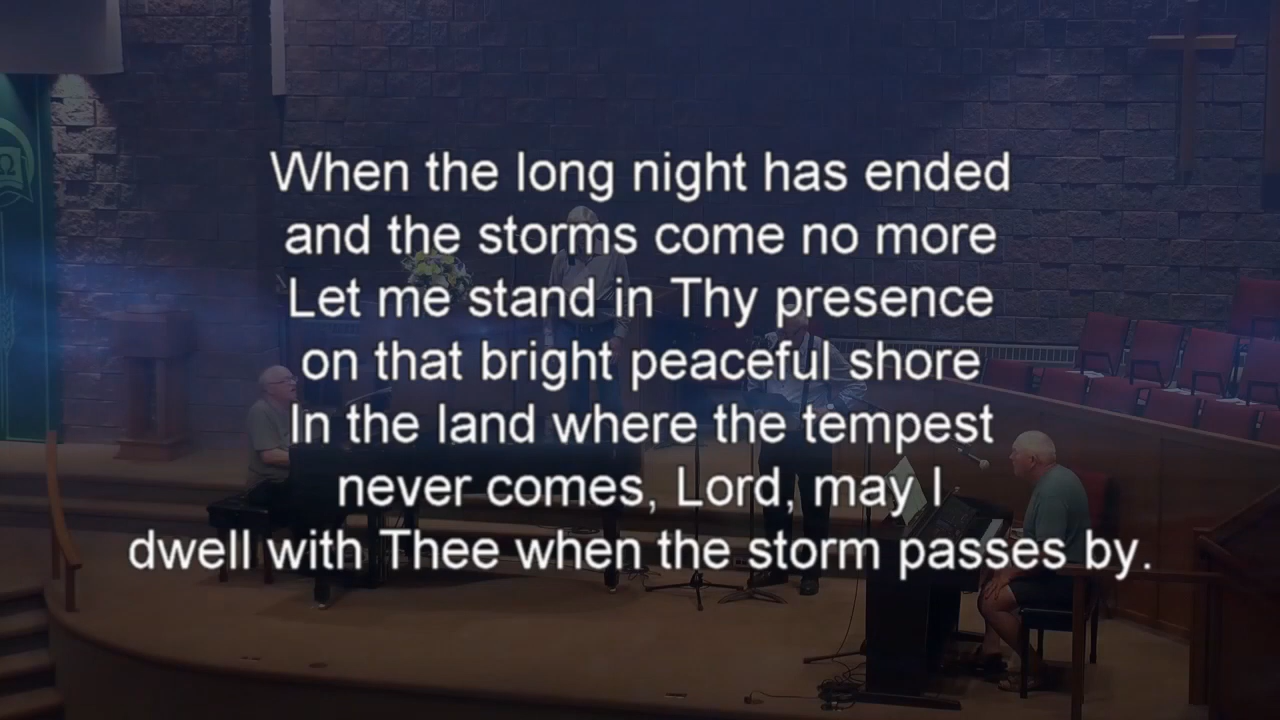 When the long night has ended
and the storms come no more
Let me stand in Thy presence
on that bright peaceful shore
In the land where the tempest
never comes, Lord, may I
dwell with Thee when the storm passes by.
Ω